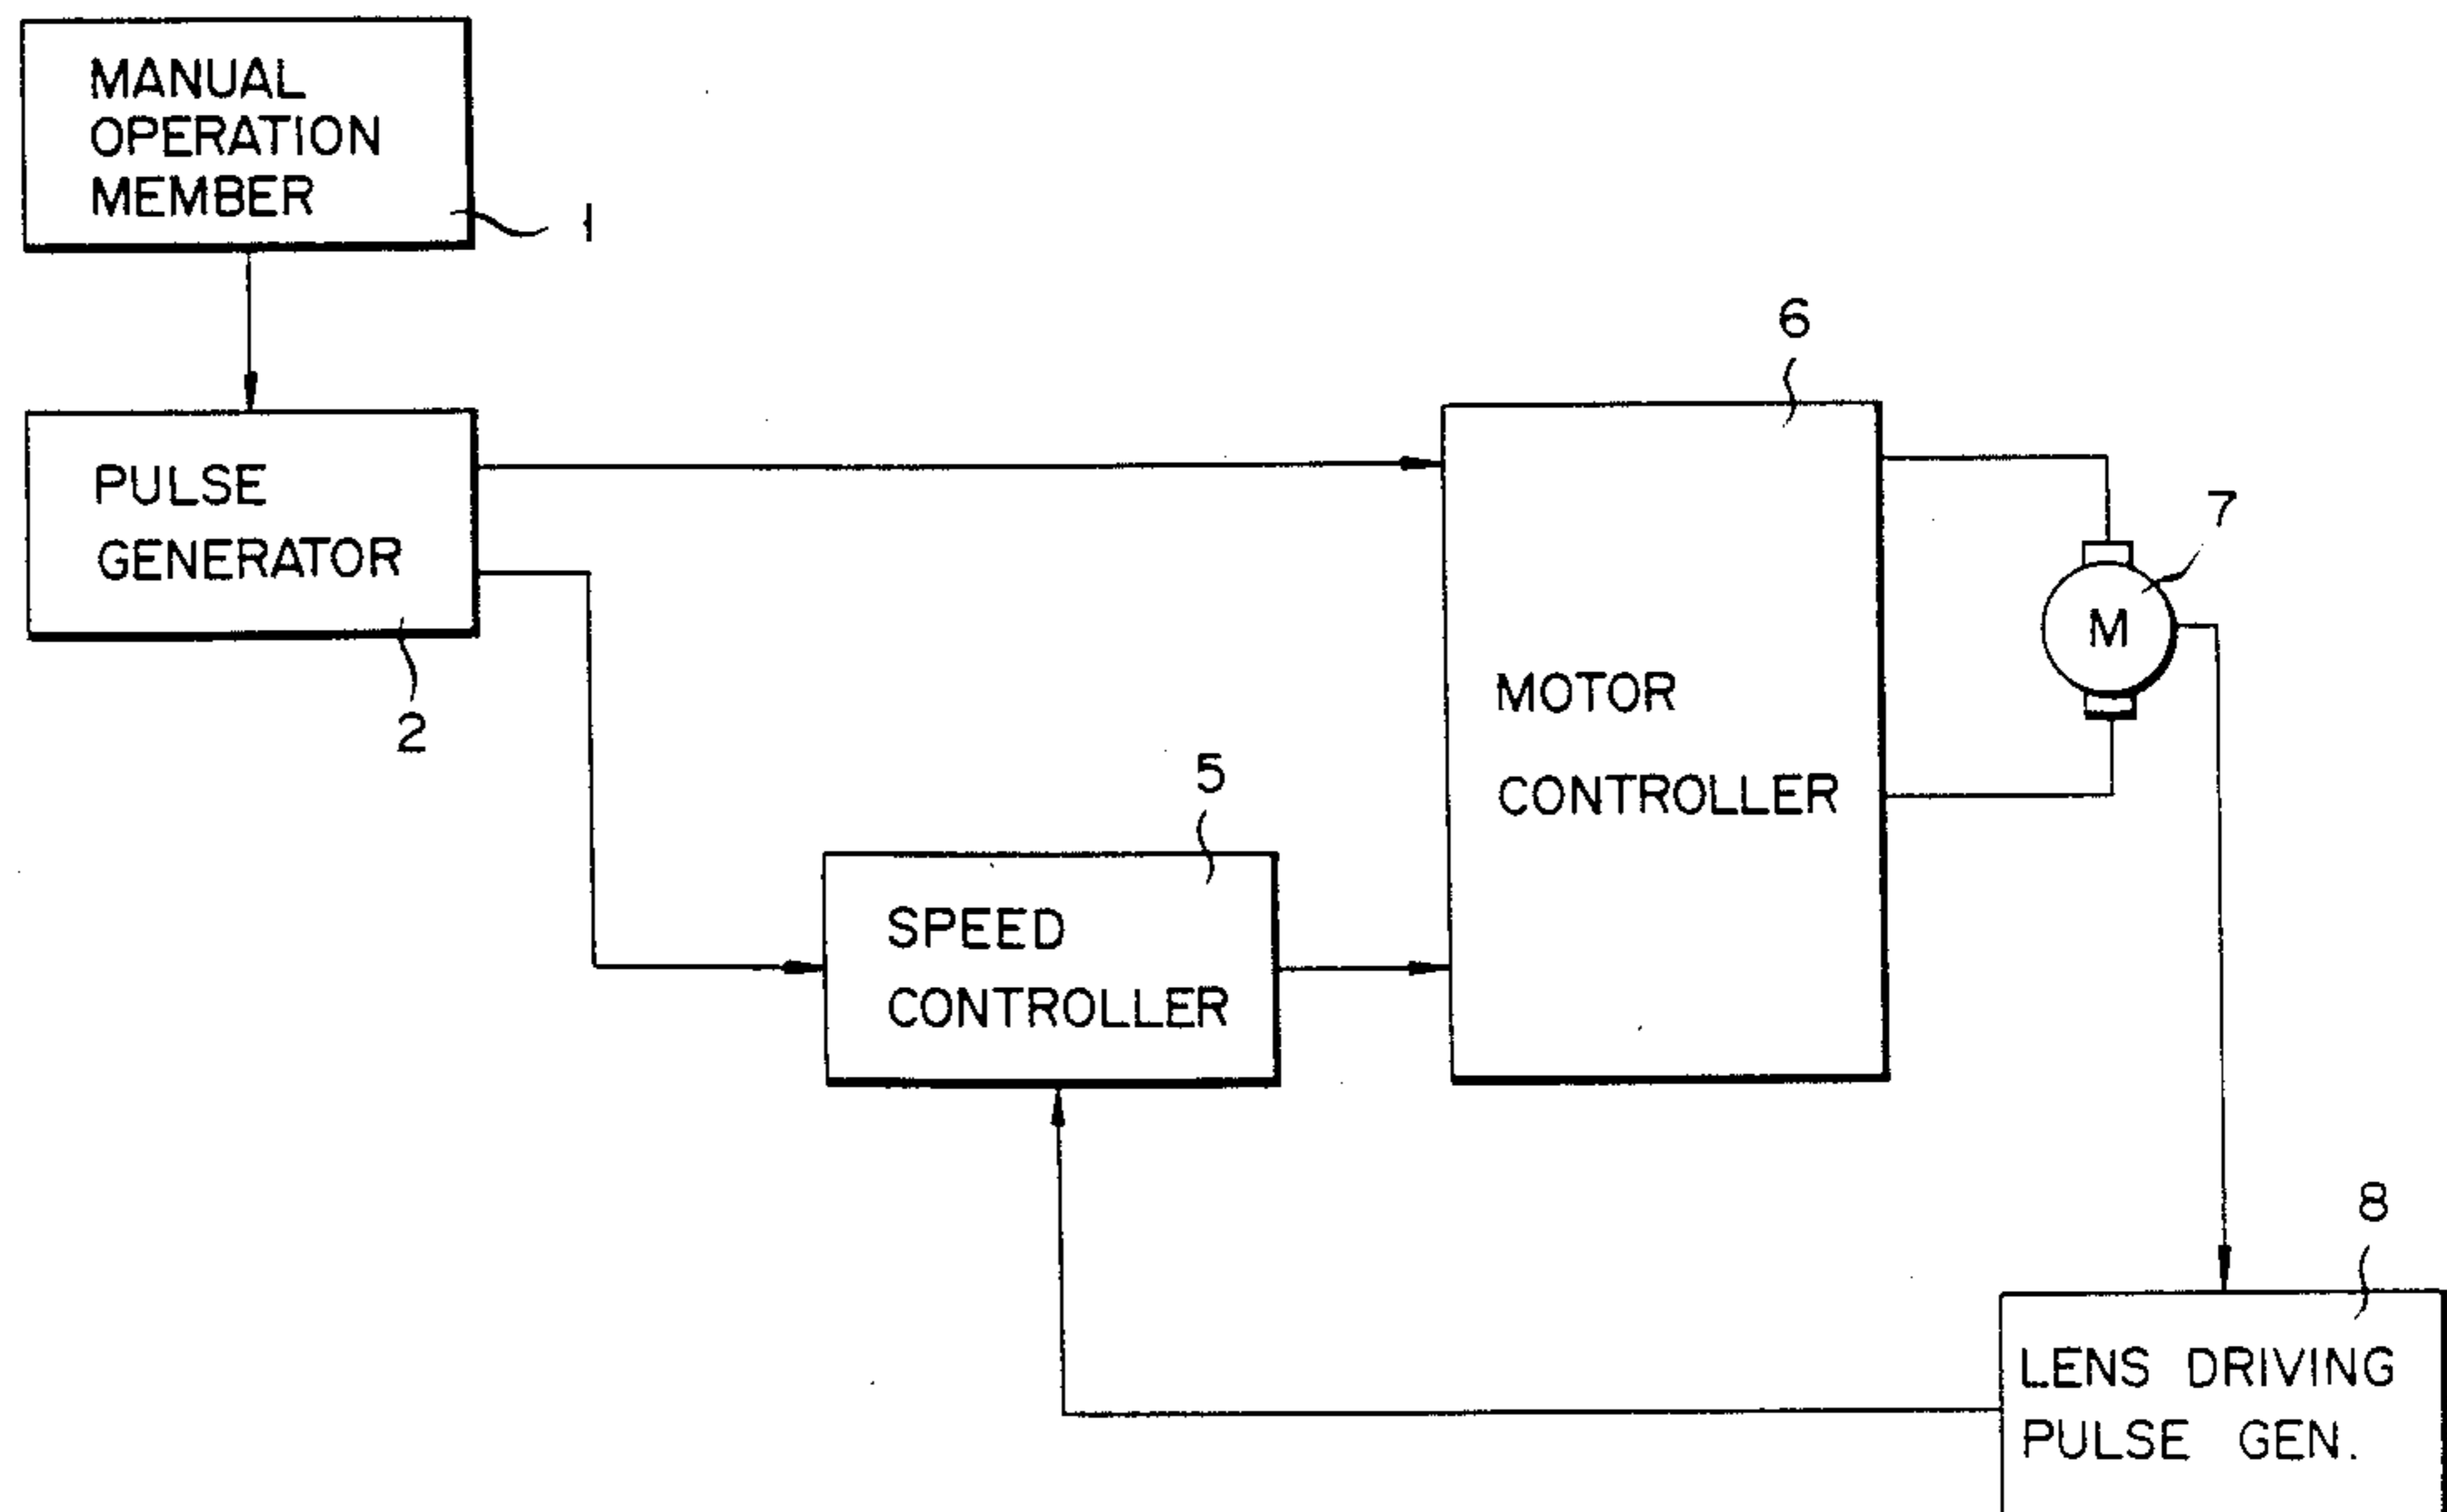 MANUAL
OPERATION
MEMBER
1
PULSE
GENERATOR
2
6
MOTOR
CONTROLLER
7
M
5
SPEED
CONTROLLER
8
LENS DRIVING
PULSE GEN.